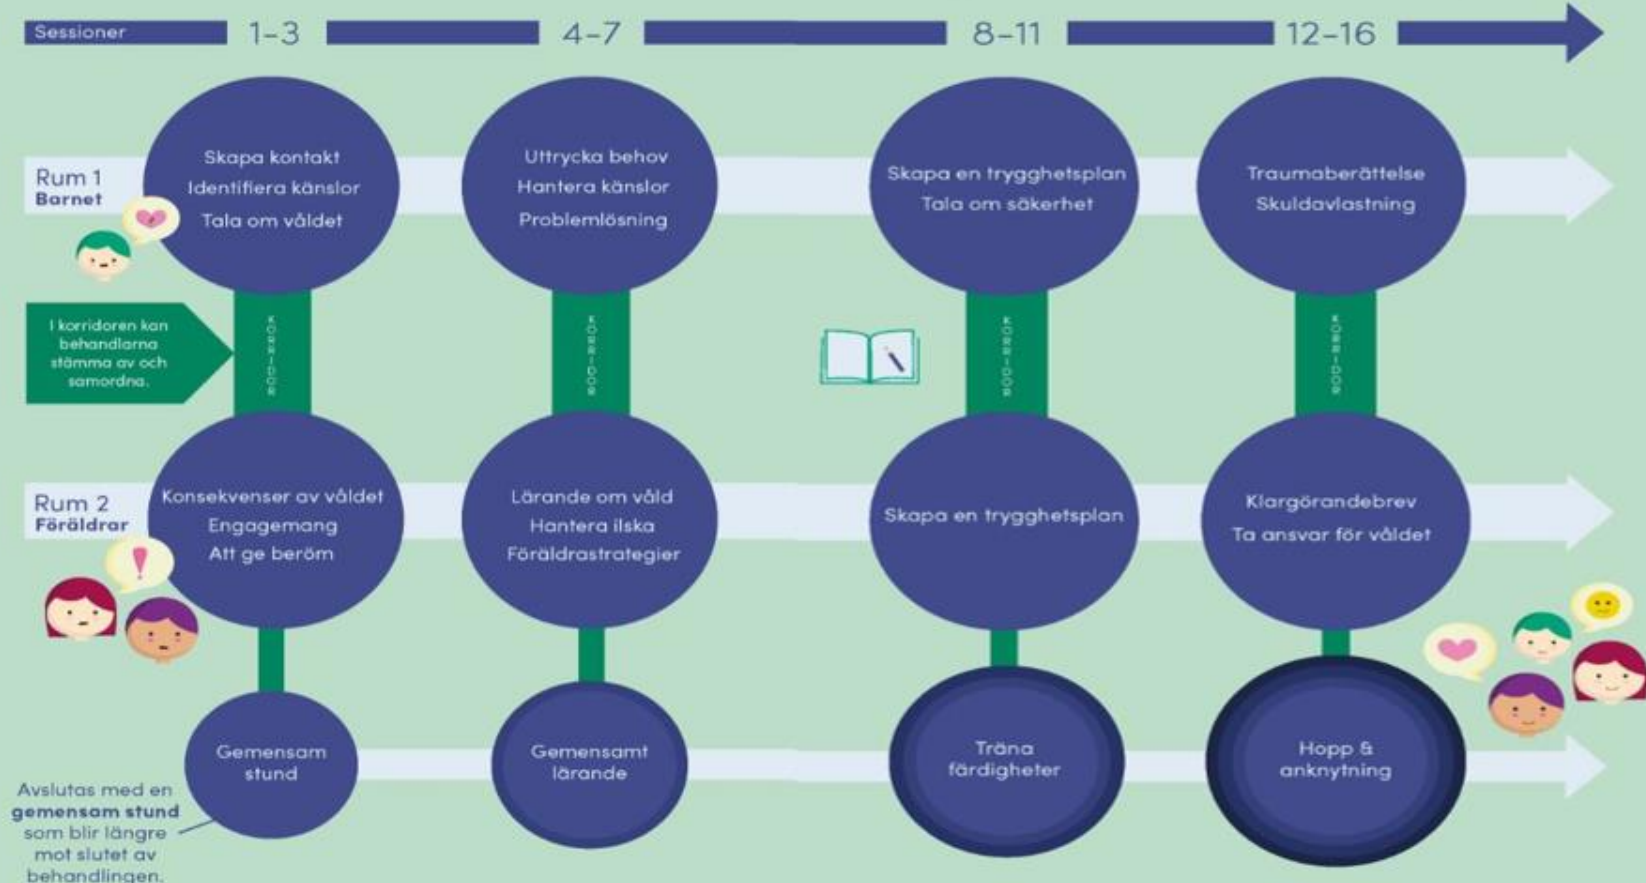 Sessioner
1–3
4–7
8–11
12–16
Rum 1
Barnet
Skapa kontakt
Identifiera känslor
Tala om våldet
Uttrycka behov
Hantera känslor
Problemlösning
Skapa en trygghetsplan
Tala om säkerhet
Traumaberättelse
Skuldavlastning
I korridoren kan
behandlarna
stämma av och
samordna.
KORRIDOR
KORRIDOR
KORRIDOR
KORRIDOR
Rum 2
Föräldrar
Konsekvenser av våldet
Engagemang
Att ge beröm
Lärande om våld
Hantera ilska
Föräldrastrategier
Skapa en trygghetsplan
Klargörandebrev
Ta ansvar för våldet
Gemensam
stund
Gemensamt
lärande
Träna
färdigheter
Hopp &
anknytning
Avslutas med en
gemensam stund
som blir längre
mot slutet av
behandlingen.